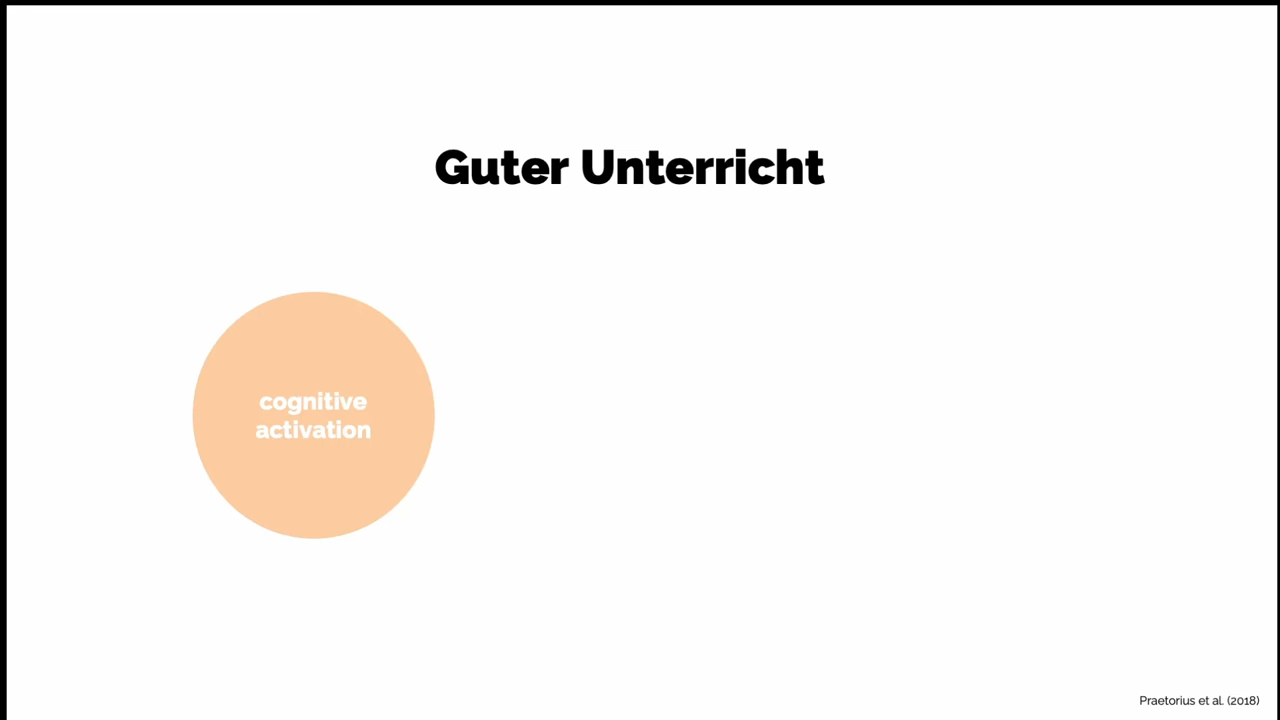 Guter Unterricht
cognitive
activation
Praetorius et al. (2018)